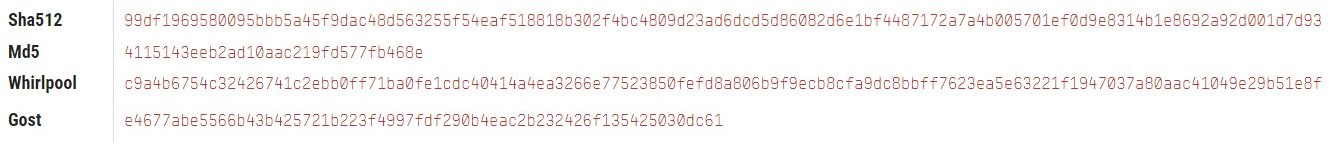 Sha512 99df1969580095bbb5a45f9dac48d563255f54eaf518818b302f4bc4809d23ad6dcd5d86082d6e1bf4487172a7a4b005701ef0d9e8314b1e8692a92d001d7d93
Md5 4115143eeb2ad10aac219fd577fb468e
Whirlpool c9a4b6754c32426741c2ebb0ff71ba0fe1cdc40414a4ea3266e77523850fefd8a806b9f9ecb8cfa9dc8bbff7623ea5e63221f1947037a80aac41049e29b51e8f
Gost e4677abe5566b43b425721b223f4997fdf290b4eac2b232426f135425030dc61